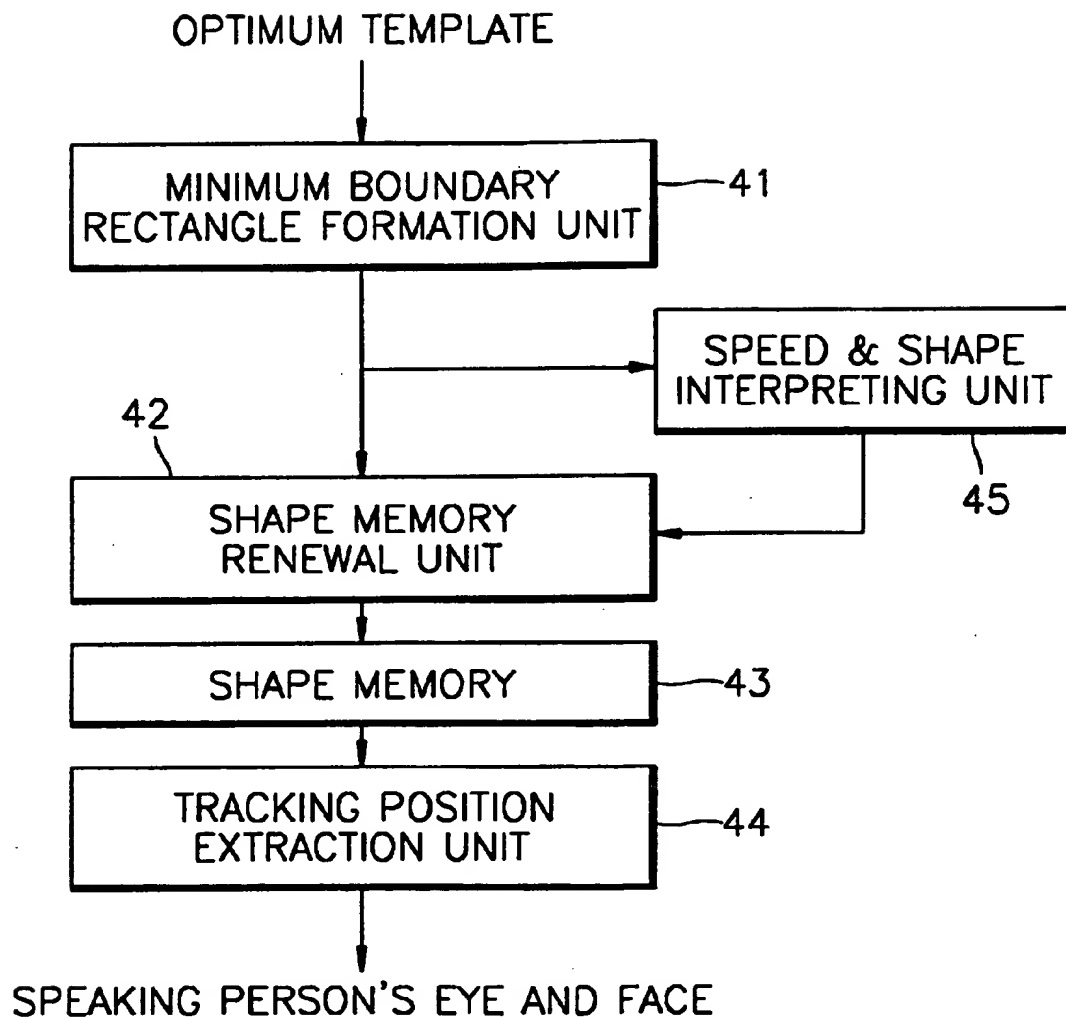 OPTIMUM TEMPLATE
MINIMUM BOUNDARY
RECTANGLE FORMATION UNIT
41
SPEED & SHAPE
INTERPRETING UNIT
45
42
SHAPE MEMORY
RENEWAL UNIT
SHAPE MEMORY
43
TRACKING POSITION
EXTRACTION UNIT
44
SPEAKING PERSON'S EYE AND FACE